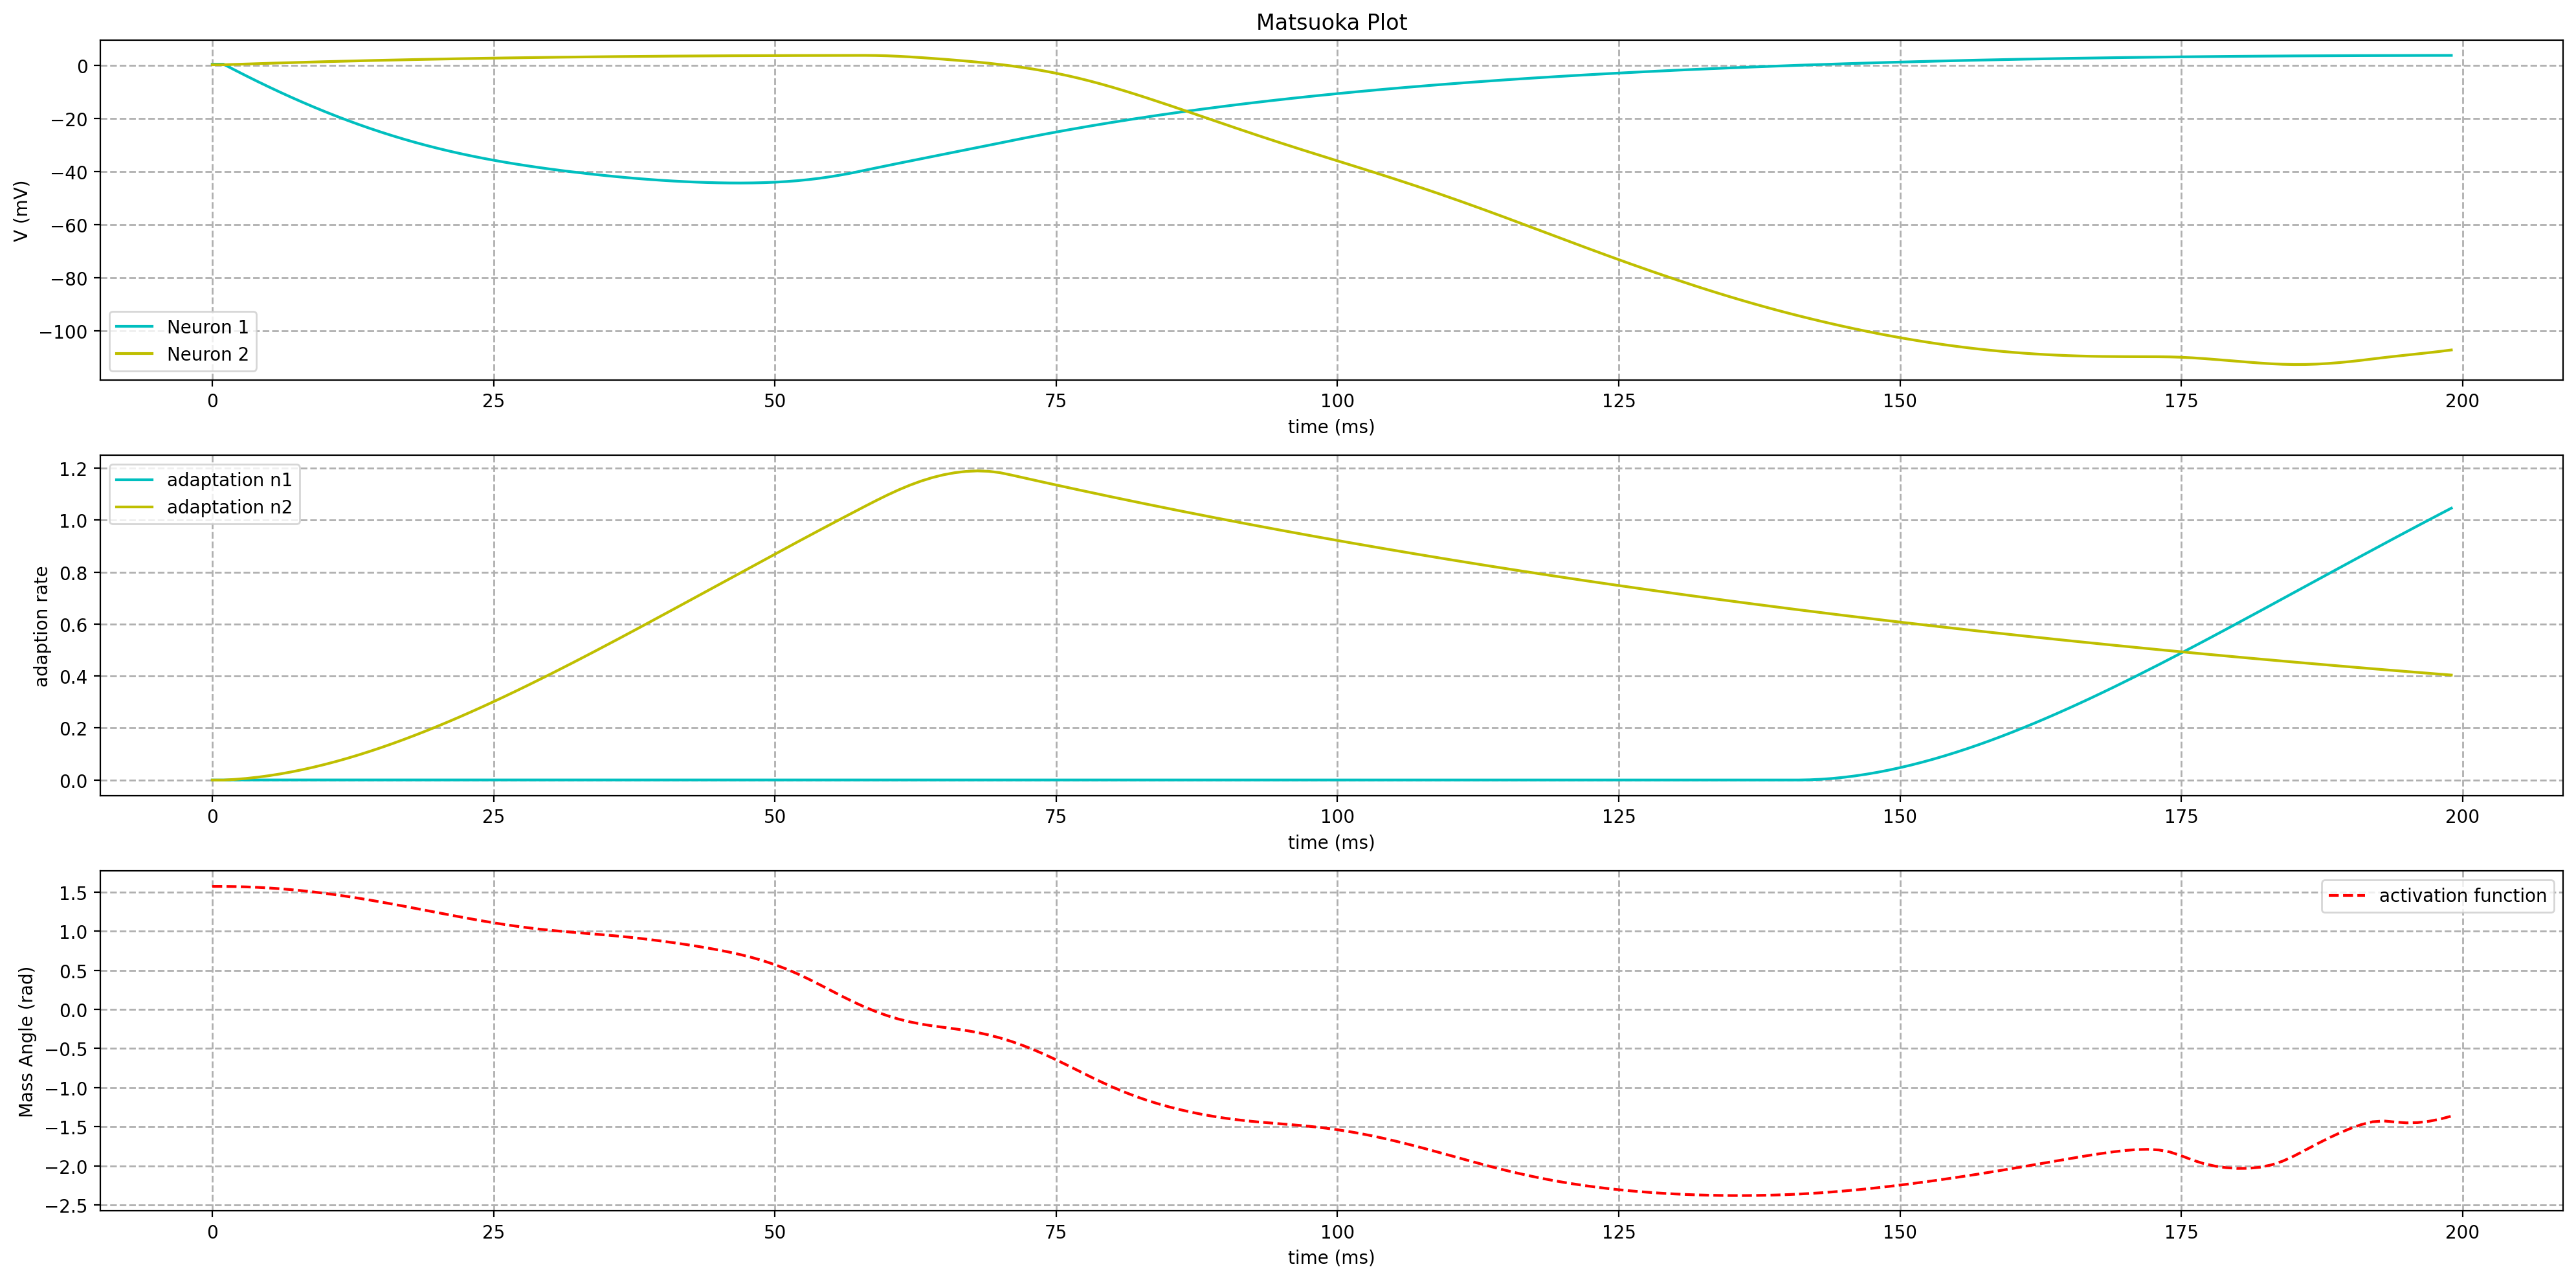 Matsuoka Plot
0
−20
−40
−60
−80
−100
V (mV)
Neuron 1
Neuron 2
0 25 50 75 100 125 150 175 200
time (ms)
1.2
1.0
0.8
0.6
0.4
0.2
0.0
adaption rate
adaptation n1
adaptation n2
0 25 50 75 100 125 150 175 200
time (ms)
1.5
1.0
0.5
0.0
−0.5
−1.0
−1.5
−2.0
−2.5
Mass Angle (rad)
activation function
0 25 50 75 100 125 150 175 200
time (ms)